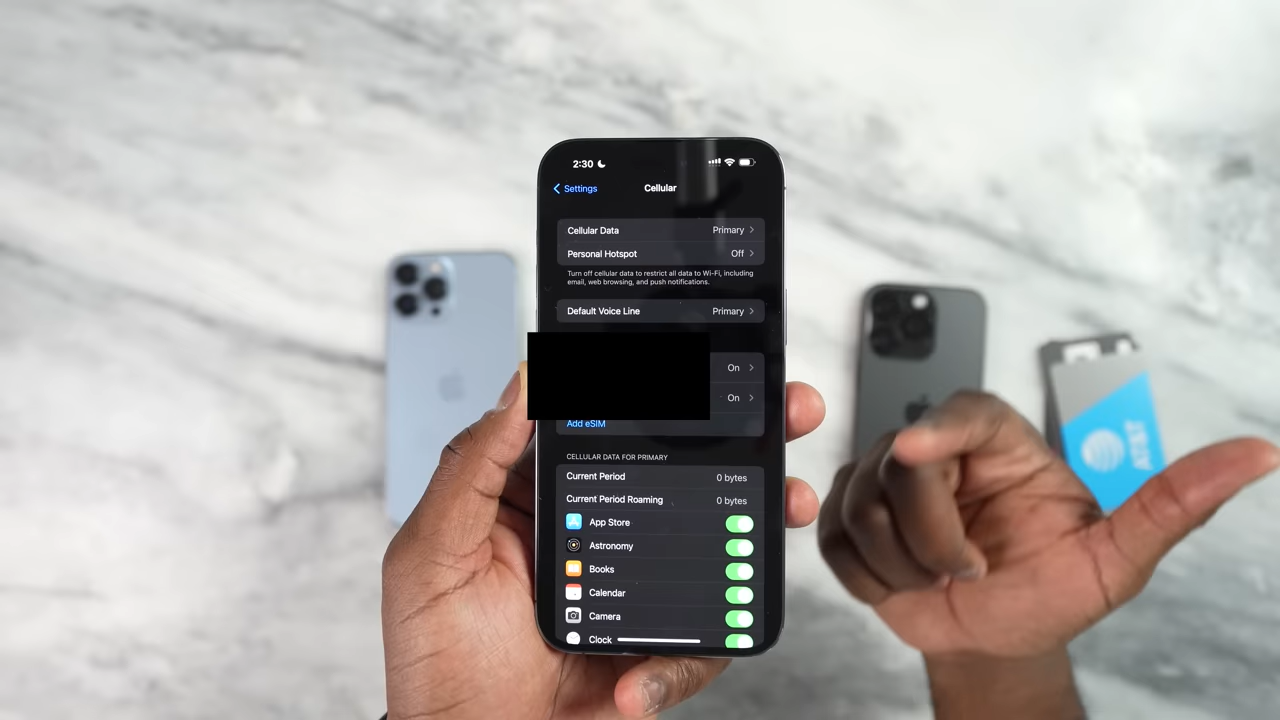 2:30
Settings
Cellular
Cellular Data Primary
Personal Hotspot Off
Turn off cellular data to restrict all data to Wi-Fi, including
email, web browsing, and push notifications.
Default Voice Line Primary
On
On
Add eSIM
CELLULAR DATA FOR PRIMARY
Current Period 0 bytes
Current Period Roaming 0 bytes
App Store
Astronomy
Books
Calendar
Camera
Clock
AT&T